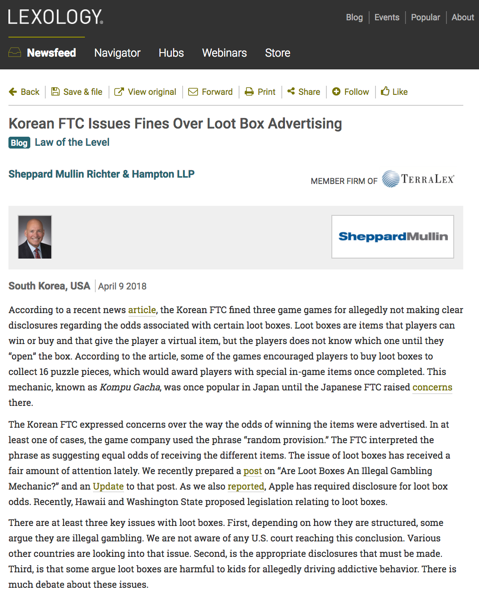 LEXOLOGY.
Blog | Events | Popular | About
Newsfeed Navigator Hubs Webinars Store
Back Save & file View original Forward Print Share Follow Like
Korean FTC Issues Fines Over Loot Box Advertising
Blog Law of the Level
Sheppard Mullin Richter & Hampton LLP
MEMBER FIRM OF TERRALEX
SheppardMullin
South Korea, USA | April 9 2018
According to a recent news article, the Korean FTC fined three game games for allegedly not making clear
disclosures regarding the odds associated with certain loot boxes. Loot boxes are items that players can
win or buy and that give the player a virtual item, but the players does not know which one until they
"open" the box. According to the article, some of the games encouraged players to buy loot boxes to
collect 16 puzzle pieces, which would award players with special in-game items once completed. This
mechanic, known as Kompu Gacha, was once popular in Japan until the Japanese FTC raised concerns
there.
The Korean FTC expressed concerns over the way the odds of winning the items were advertised. In at
least one of cases, the game company used the phrase "random provision." The FTC interpreted the
phrase as suggesting equal odds of receiving the different items. The issue of loot boxes has received a
fair amount of attention lately. We recently prepared a post on "Are Loot Boxes An Illegal Gambling
Mechanic?" and an Update to that post. As we also reported, Apple has required disclosure for loot box
odds. Recently, Hawaii and Washington State proposed legislation relating to loot boxes.
There are at least three key issues with loot boxes. First, depending on how they are structured, some
argue they are illegal gambling. We are not aware of any U.S. court reaching this conclusion. Various
other countries are looking into that issue. Second, is the appropriate disclosures that must be made.
Third, is that some argue loot boxes are harmful to kids for allegedly driving addictive behavior. There is
much debate about these issues.